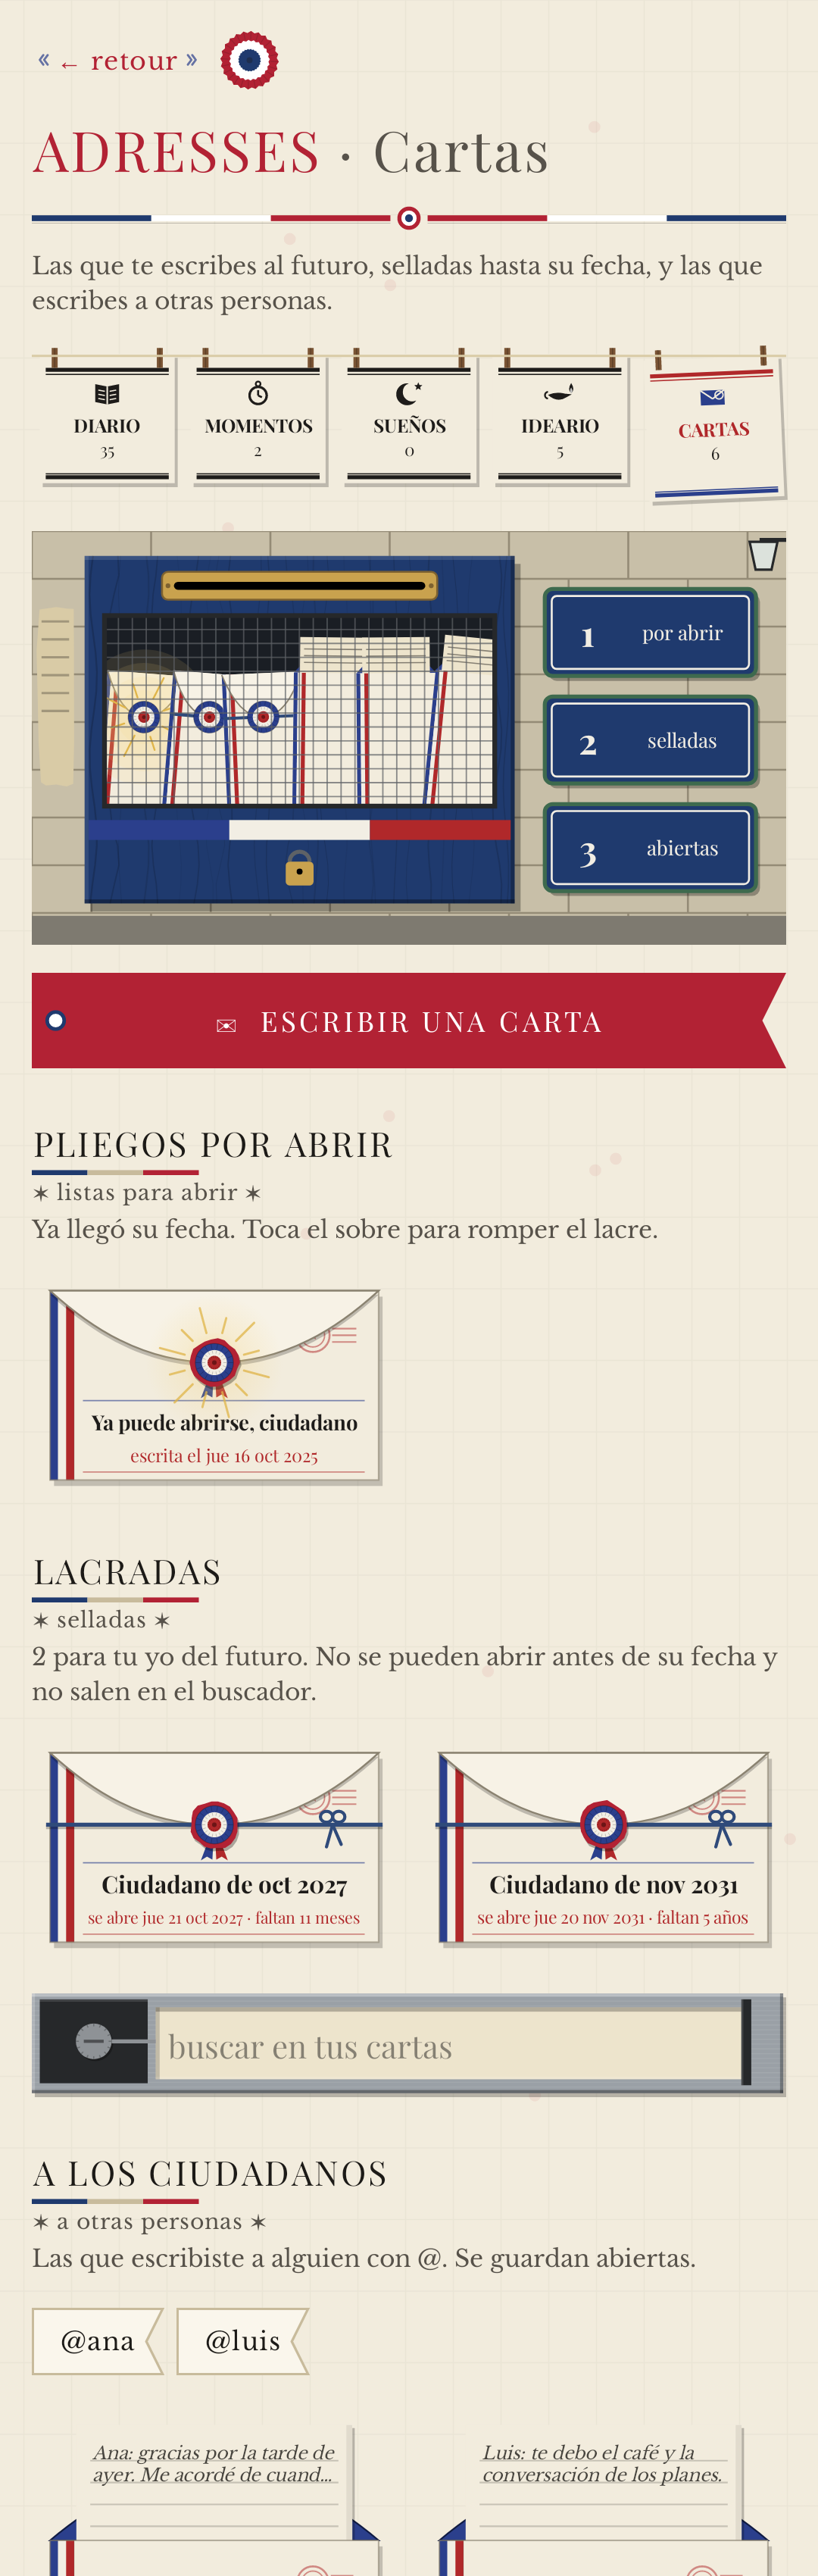 « ← retour »
ADRESSES · Cartas
Las que te escribes al futuro, selladas hasta su fecha, y las que
escribes a otras personas.
DIARIO
35
MOMENTOS
2
SUEÑOS
0
IDEARIO
5
CARTAS
6
1 por abrir
2 selladas
3 abiertas
✉ ESCRIBIR UNA CARTA
PLIEGOS POR ABRIR
✶ listas para abrir ✶
Ya llegó su fecha. Toca el sobre para romper el lacre.
Ya puede abrirse, ciudadano
escrita el jue 16 oct 2025
LACRADAS
✶ selladas ✶
2 para tu yo del futuro. No se pueden abrir antes de su fecha y
no salen en el buscador.
Ciudadano de oct 2027
se abre jue 21 oct 2027 · faltan 11 meses
Ciudadano de nov 2031
se abre jue 20 nov 2031 · faltan 5 años
buscar en tus cartas
A LOS CIUDADANOS
✶ a otras personas ✶
Las que escribiste a alguien con @. Se guardan abiertas.
@ana
@luis
Ana: gracias por la tarde de
ayer. Me acordé de cuand...
Luis: te debo el café y la
conversación de los planes.